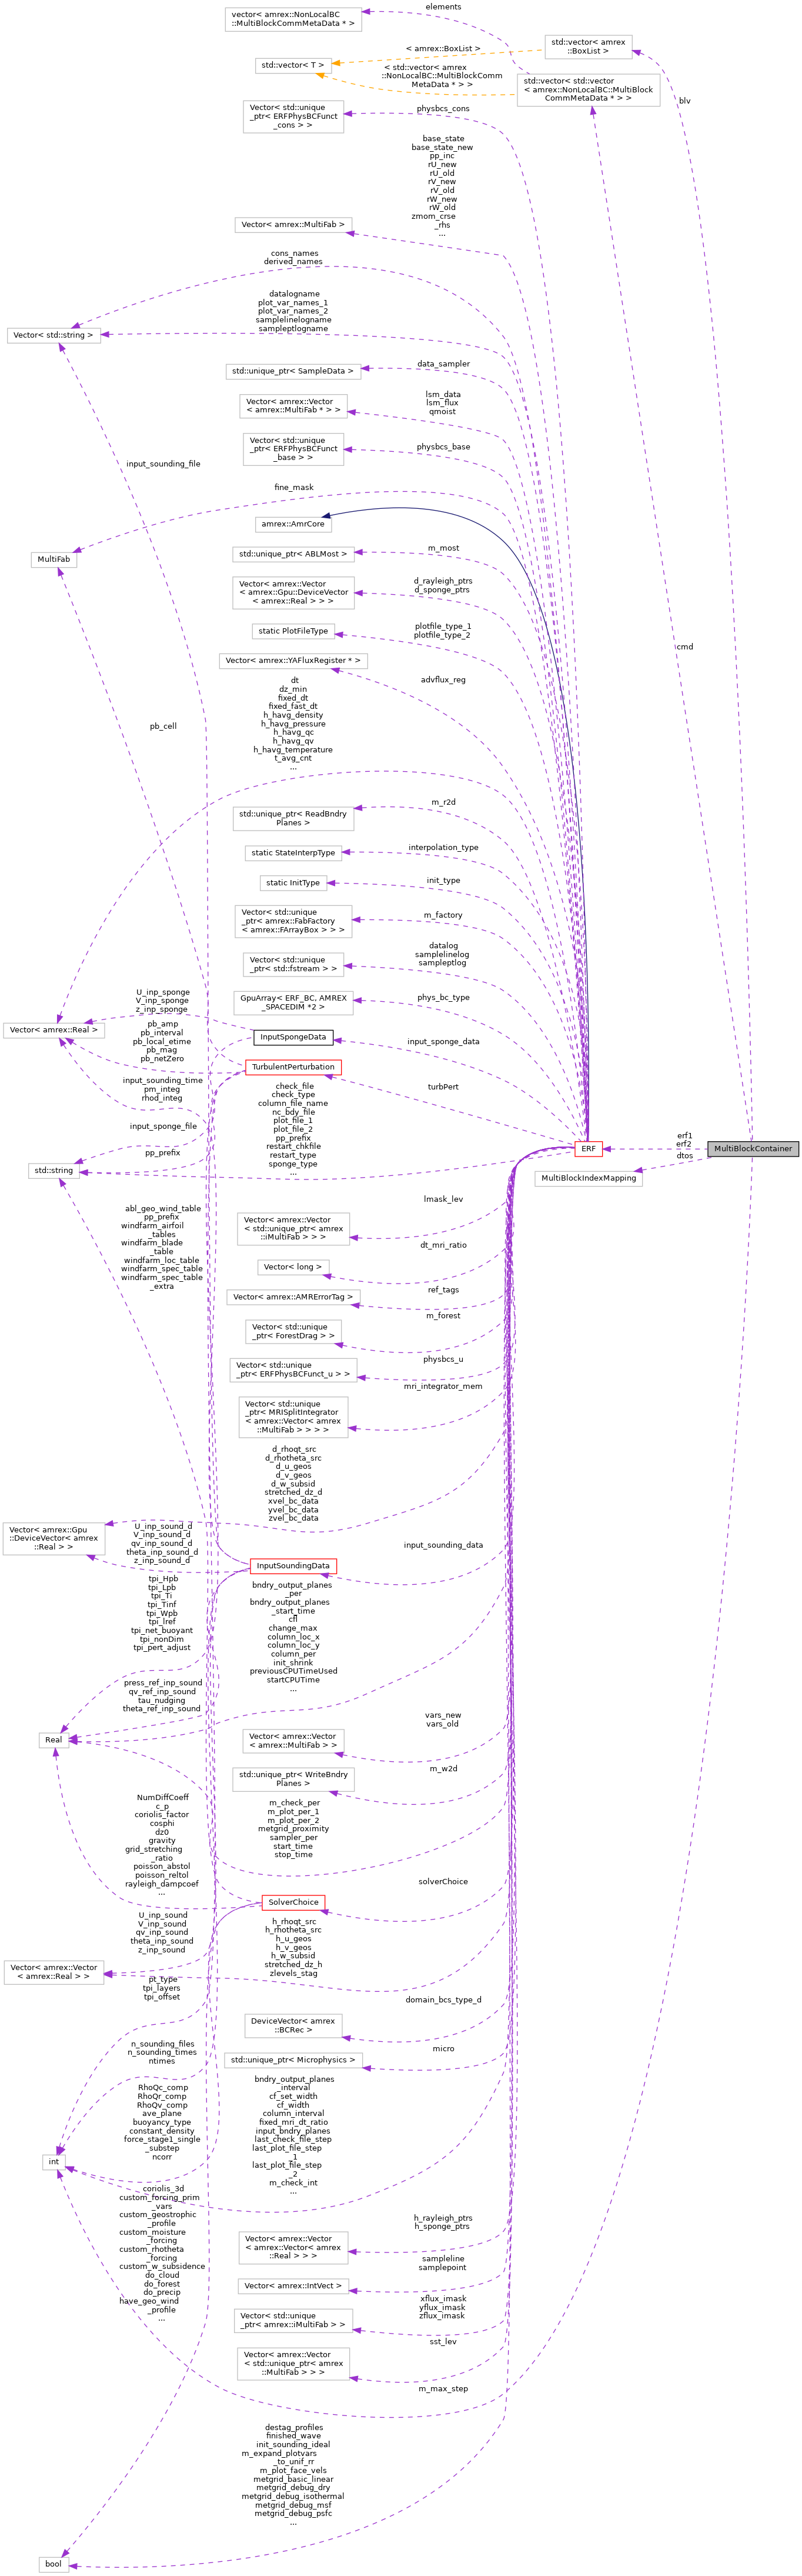 elements
vector< amrex::NonLocalBC
::MultiBlockCommMetaData * >
std::vector< amrex
::BoxList >
< amrex::BoxList >
std::vector< T >
< std::vector< amrex
::NonLocalBC::MultiBlockComm
MetaData * > >
std::vector< std::vector
< amrex::NonLocalBC::MultiBlock
CommMetaData * > >
blv
Vector< std::unique
_ptr< ERFPhysBCFunct
_cons > >
physbcs_cons
base_state
base_state_new
pp_inc
rU_new
rU_old
rV_new
rV_old
rW_new
rW_old
zmom_crse
_rhs
...
Vector< amrex::MultiFab >
cons_names
derived_names
datalogname
plot_var_names_1
plot_var_names_2
samplelinelogname
sampleptlogname
Vector< std::string >
data_sampler
std::unique_ptr< SampleData >
lsm_data
lsm_flux
qmoist
Vector< amrex::Vector
< amrex::MultiFab * > >
physbcs_base
Vector< std::unique
_ptr< ERFPhysBCFunct
_base > >
input_sounding_file
fine_mask
amrex::AmrCore
MultiFab
m_most
std::unique_ptr< ABLMost >
Vector< amrex::Vector
< amrex::Gpu::DeviceVector
< amrex::Real > > >
d_rayleigh_ptrs
d_sponge_ptrs
static PlotFileType
plotfile_type_1
plotfile_type_2
cmd
Vector< amrex::YAFluxRegister * >
advflux_reg
dt
dz_min
fixed_dt
fixed_fast_dt
h_havg_density
h_havg_pressure
h_havg_qc
h_havg_qv
h_havg_temperature
t_avg_cnt
...
pb_cell
m_r2d
std::unique_ptr< ReadBndry
Planes >
interpolation_type
static StateInterpType
init_type
static InitType
m_factory
Vector< std::unique
_ptr< amrex::FabFactory
< amrex::FArrayBox > > >
datalog
samplelinelog
sampleptlog
Vector< std::unique
_ptr< std::fstream > >
phys_bc_type
GpuArray< ERF_BC, AMREX
_SPACEDIM *2 >
U_inp_sponge
V_inp_sponge
z_inp_sponge
Vector< amrex::Real >
InputSpongeData
input_sponge_data
pb_amp
pb_interval
pb_local_etime
pb_mag
pb_netZero
TurbulentPerturbation
turbPert
input_sounding_time
pm_integ
rhod_integ
input_sponge_file
pp_prefix
check_file
check_type
column_file_name
nc_bdy_file
plot_file_1
plot_file_2
pp_prefix
restart_chkfile
restart_type
sponge_type
...
std::string
ERF
erf1
erf2
dtos
MultiBlockContainer
MultiBlockIndexMapping
abl_geo_wind_table
pp_prefix
windfarm_airfoil
_tables
windfarm_blade
_table
windfarm_loc_table
windfarm_spec_table
windfarm_spec_table
_extra
lmask_lev
Vector< amrex::Vector
< std::unique_ptr< amrex
::iMultiFab > > >
dt_mri_ratio
Vector< long >
ref_tags
Vector< amrex::AMRErrorTag >
m_forest
Vector< std::unique
_ptr< ForestDrag > >
physbcs_u
Vector< std::unique
_ptr< ERFPhysBCFunct_u > >
mri_integrator_mem
Vector< std::unique
_ptr< MRISplitIntegrator
< amrex::Vector< amrex
::MultiFab > > > >
d_rhoqt_src
d_rhotheta_src
d_u_geos
d_v_geos
d_w_subsid
stretched_dz_d
xvel_bc_data
yvel_bc_data
zvel_bc_data
Vector< amrex::Gpu
::DeviceVector< amrex
::Real > >
U_inp_sound_d
V_inp_sound_d
qv_inp_sound_d
theta_inp_sound_d
z_inp_sound_d
input_sounding_data
InputSoundingData
tpi_Hpb
tpi_Lpb
tpi_Ti
tpi_Tinf
tpi_Wpb
tpi_lref
tpi_net_buoyant
tpi_nonDim
tpi_pert_adjust
bndry_output_planes
_per
bndry_output_planes
_start_time
cfl
change_max
column_loc_x
column_loc_y
column_per
init_shrink
previousCPUTimeUsed
startCPUTime
...
press_ref_inp_sound
qv_ref_inp_sound
tau_nudging
theta_ref_inp_sound
Real
vars_new
vars_old
Vector< amrex::Vector
< amrex::MultiFab > >
m_w2d
std::unique_ptr< WriteBndry
Planes >
NumDiffCoeff
c_p
coriolis_factor
cosphi
dz0
gravity
grid_stretching
_ratio
poisson_abstol
poisson_reltol
rayleigh_dampcoef
...
m_check_per
m_plot_per_1
m_plot_per_2
metgrid_proximity
sampler_per
start_time
stop_time
solverChoice
SolverChoice
U_inp_sound
V_inp_sound
qv_inp_sound
theta_inp_sound
z_inp_sound
h_rhoqt_src
h_rhotheta_src
h_u_geos
h_v_geos
h_w_subsid
stretched_dz_h
zlevels_stag
Vector< amrex::Vector
< amrex::Real > >
pt_type
tpi_layers
tpi_offset
domain_bcs_type_d
DeviceVector< amrex
::BCRec >
n_sounding_files
n_sounding_times
ntimes
micro
std::unique_ptr< Microphysics >
RhoQc_comp
RhoQr_comp
RhoQv_comp
ave_plane
buoyancy_type
constant_density
force_stage1_single
_substep
ncorr
bndry_output_planes
_interval
cf_set_width
cf_width
column_interval
fixed_mri_dt_ratio
input_bndry_planes
last_check_file_step
last_plot_file_step
_1
last_plot_file_step
_2
m_check_int
...
int
coriolis_3d
custom_forcing_prim
_vars
custom_geostrophic
_profile
custom_moisture
_forcing
custom_rhotheta
_forcing
custom_w_subsidence
do_cloud
do_forest
do_precip
have_geo_wind
_profile
...
h_rayleigh_ptrs
h_sponge_ptrs
Vector< amrex::Vector
< amrex::Vector< amrex
::Real > > >
sampleline
samplepoint
Vector< amrex::IntVect >
xflux_imask
yflux_imask
zflux_imask
Vector< std::unique
_ptr< amrex::iMultiFab > >
sst_lev
Vector< amrex::Vector
< std::unique_ptr< amrex
::MultiFab > > >
m_max_step
destag_profiles
finished_wave
init_sounding_ideal
m_expand_plotvars
_to_unif_rr
m_plot_face_vels
metgrid_basic_linear
metgrid_debug_dry
metgrid_debug_isothermal
metgrid_debug_msf
metgrid_debug_psfc
...
bool